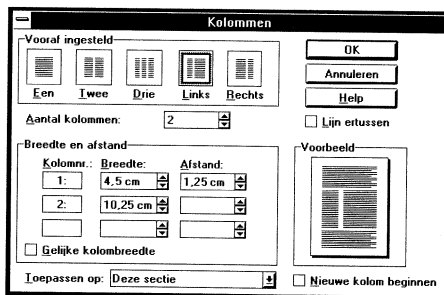 Kolommen
Vooraf ingesteld
Een Twee Drie Links Rechts
OK
Annuleren
Help
Aantal kolommen: 2
Lijn ertussen
Breedte en afstand
Voorbeeld
Kolomnr.: Breedte: Afstand:
1: 4,5 cm 1,25 cm
2: 10,25 cm
Gelijke kolombreedte
Toepassen op: Deze sectie
Nieuwe kolom beginnen